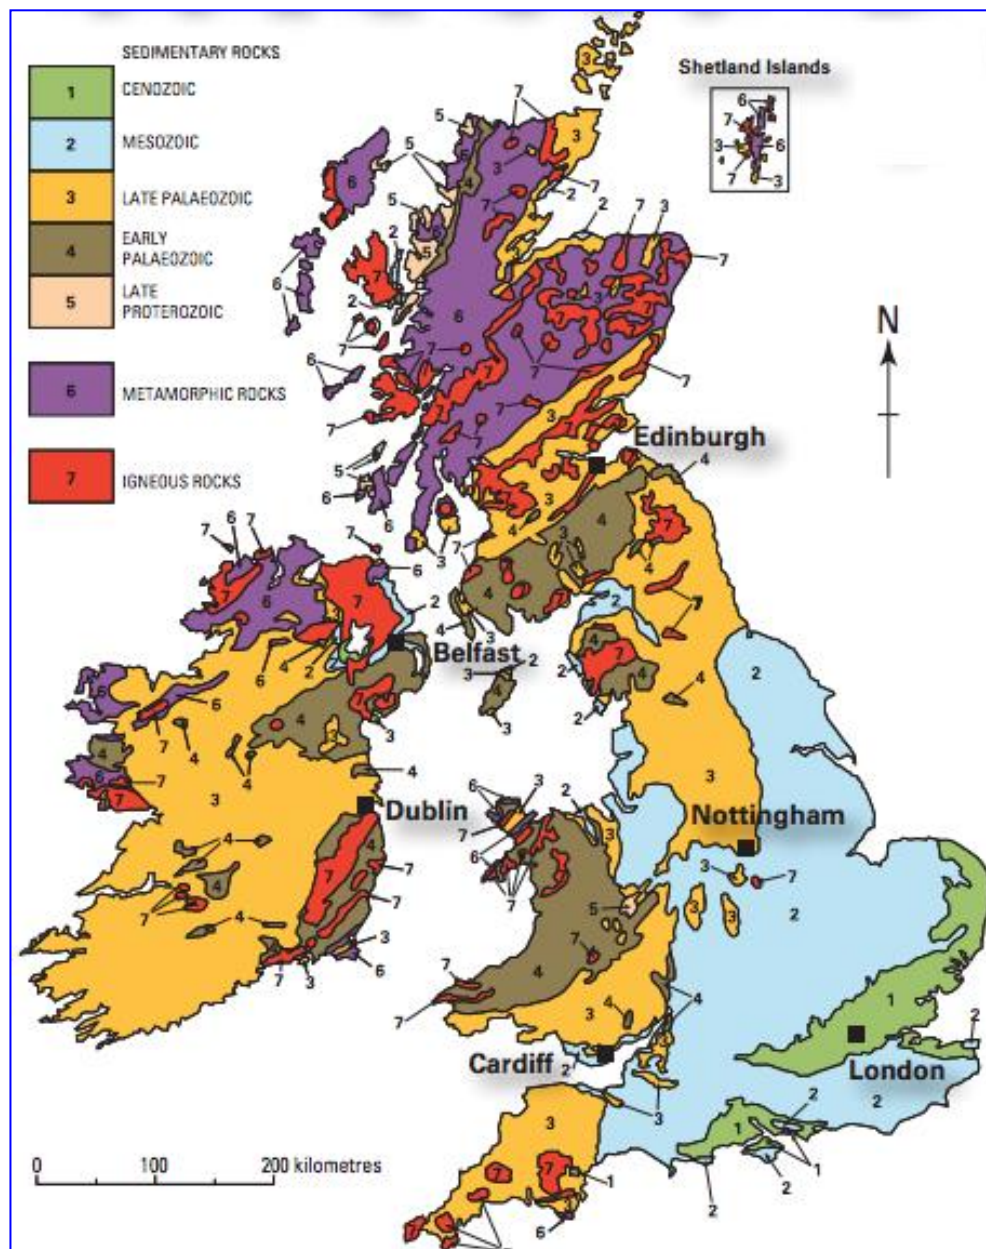 SEDIMENTARY ROCKS
1 CENOZOIC
2 MESOZOIC
3 LATE PALAEOZOIC
4 EARLY
PALAEOZOIC
5 LATE
PROTEROZOIC
6 METAMORPHIC ROCKS
7 IGNEOUS ROCKS
Shetland Islands
N
Edinburgh
Belfast
Dublin
Nottingham
Cardiff
London
0 100 200 kilometres